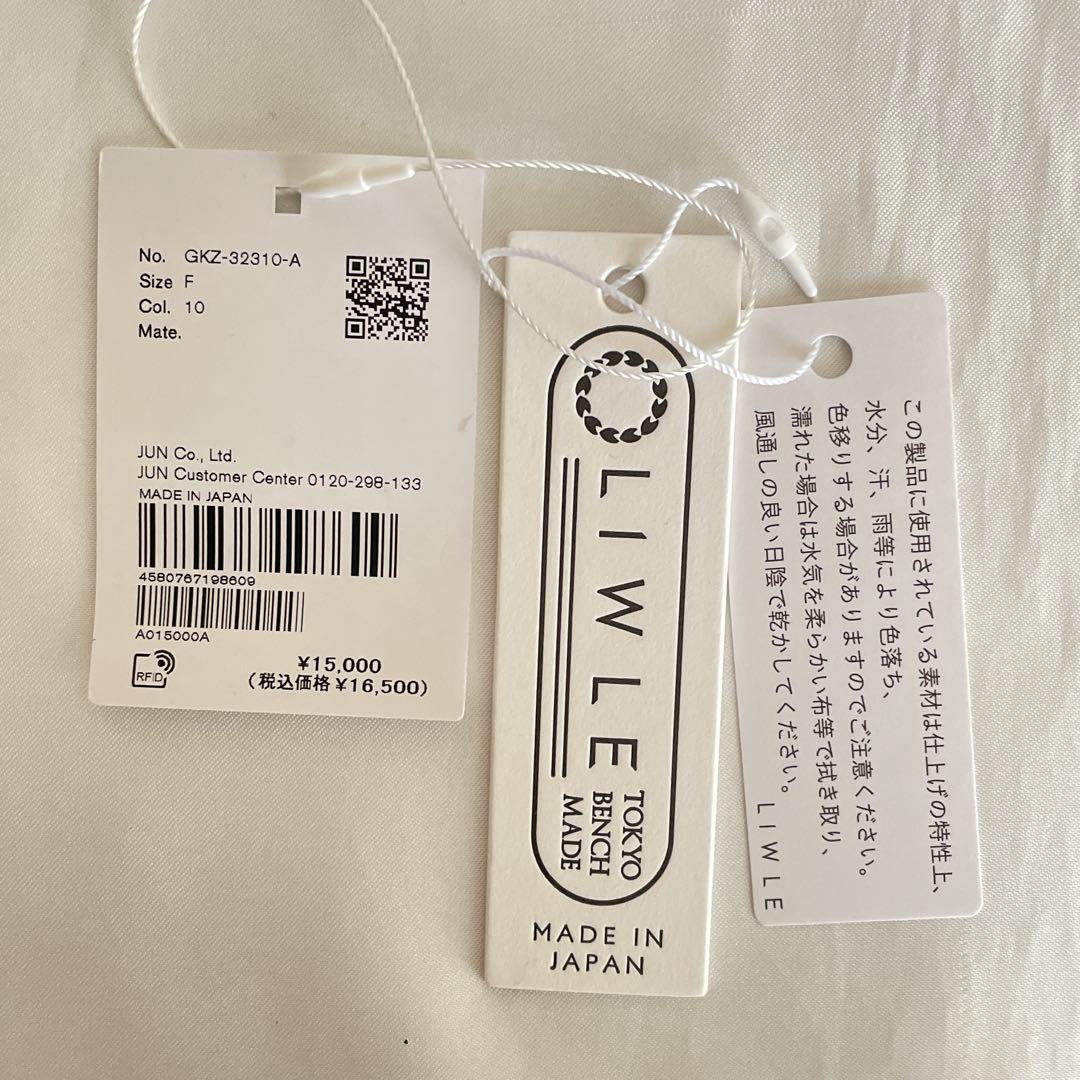 No. GKZ-32310-A
Size F
Col. 10
Mate.
JUN Co., Ltd.
JUN Customer Center 0120-298-133
MADE IN JAPAN
4580767198609
A015000A
RFID
¥15,000
(税込価格¥16,500)
LIWLE
TOKYO
BENCH
MADE
MADE IN
JAPAN
この製品に使用されている素材は仕上げの特性上、
水分、汗、雨等により色落ち、
色移りする場合がありますのでご注意ください。
濡れた場合は水気を柔らかい布等で拭き取り、
風通しの良い日陰で乾かしてください。
LIWLE